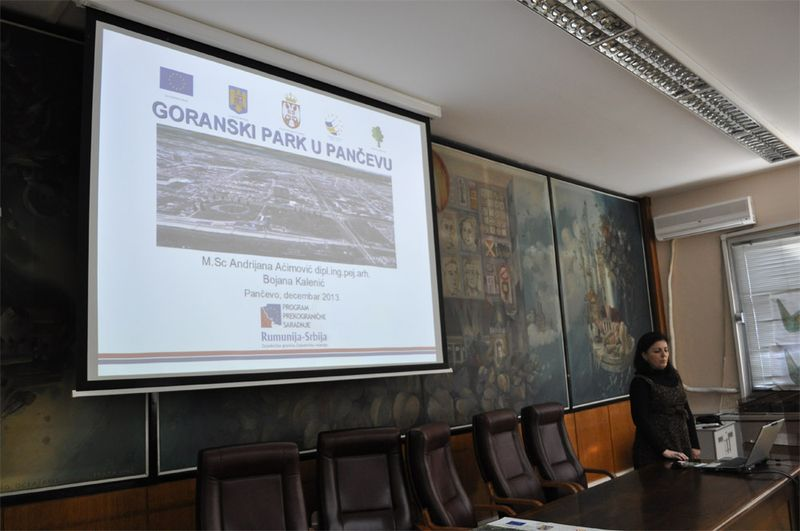 GORANSKI PARK U PANČEVU
M.Sc Andrijana Aćimović dipl.ing.pej.arh.
Bojana Kalenić
Pančevo, decembar 2013.
PROGRAM
PREKOGRANIČNE
SARADNJE
Rumunija-Srbija